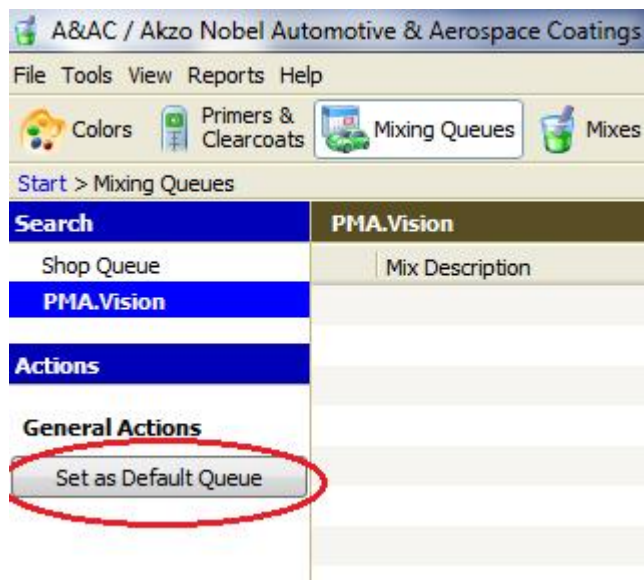 A&AC / Akzo Nobel Automotive & Aerospace Coatings
File Tools View Reports Help
Colors
Primers &
Clearcoats
Mixing Queues
Mixes
Start > Mixing Queues
Search
PMA.Vision
Shop Queue
Mix Description
PMA.Vision
Actions
General Actions
Set as Default Queue